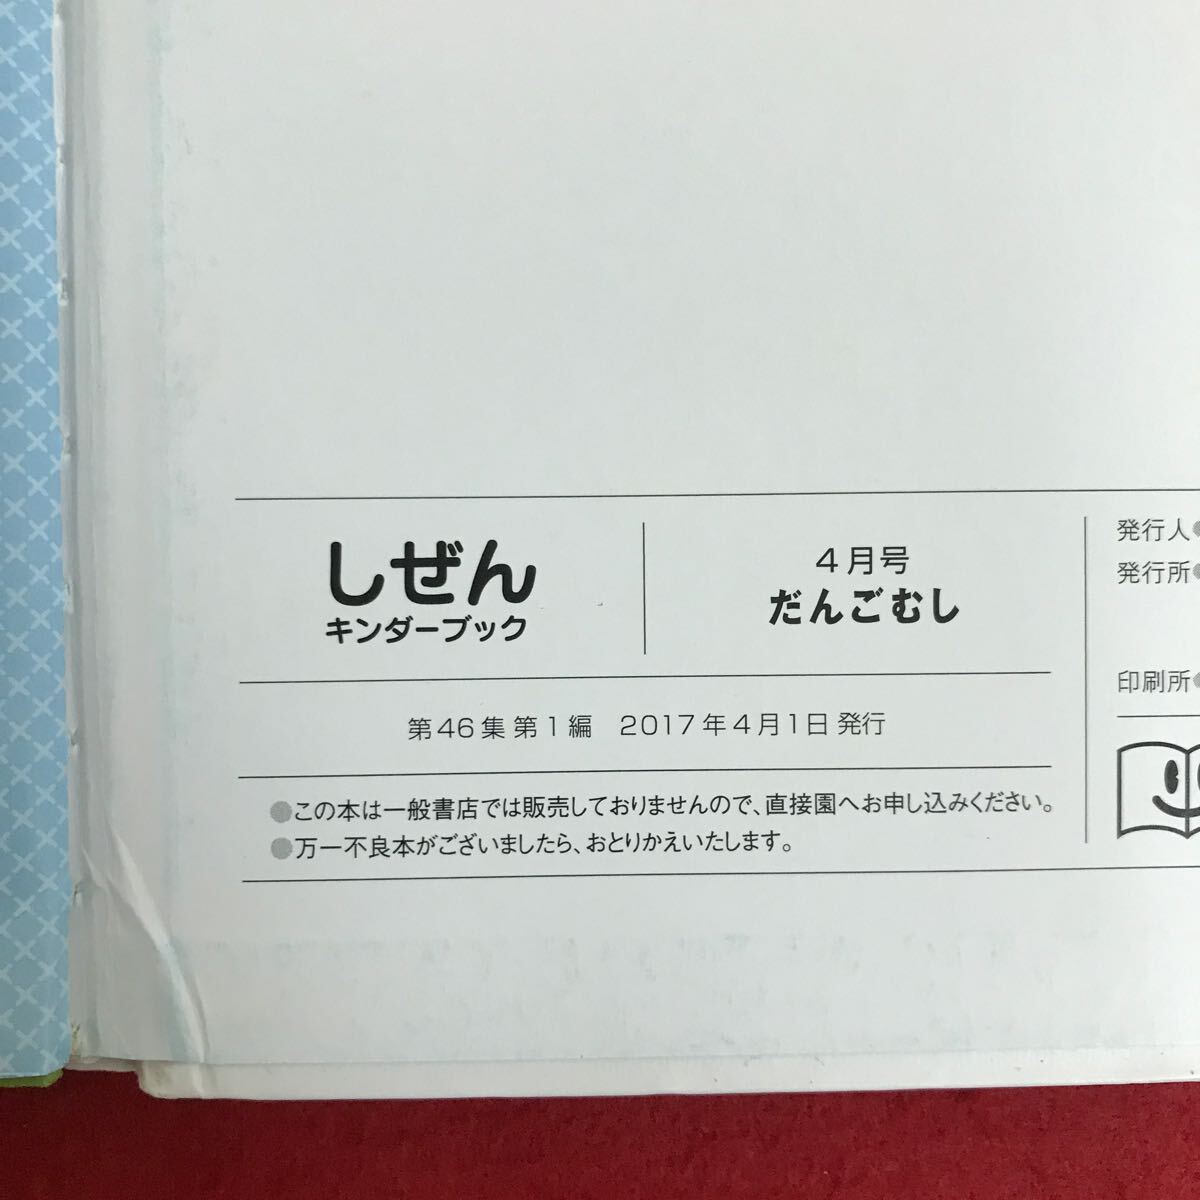 しぜん
キンダーブック
4月号
だんごむし
第46集 第1編 2017年4月1日 発行
●この本は一般書店では販売しておりませんので、直接園へお申し込みください。
●万一不良本がございましたら、おとりかえいたします。
発行人●
発行所●
印刷所●